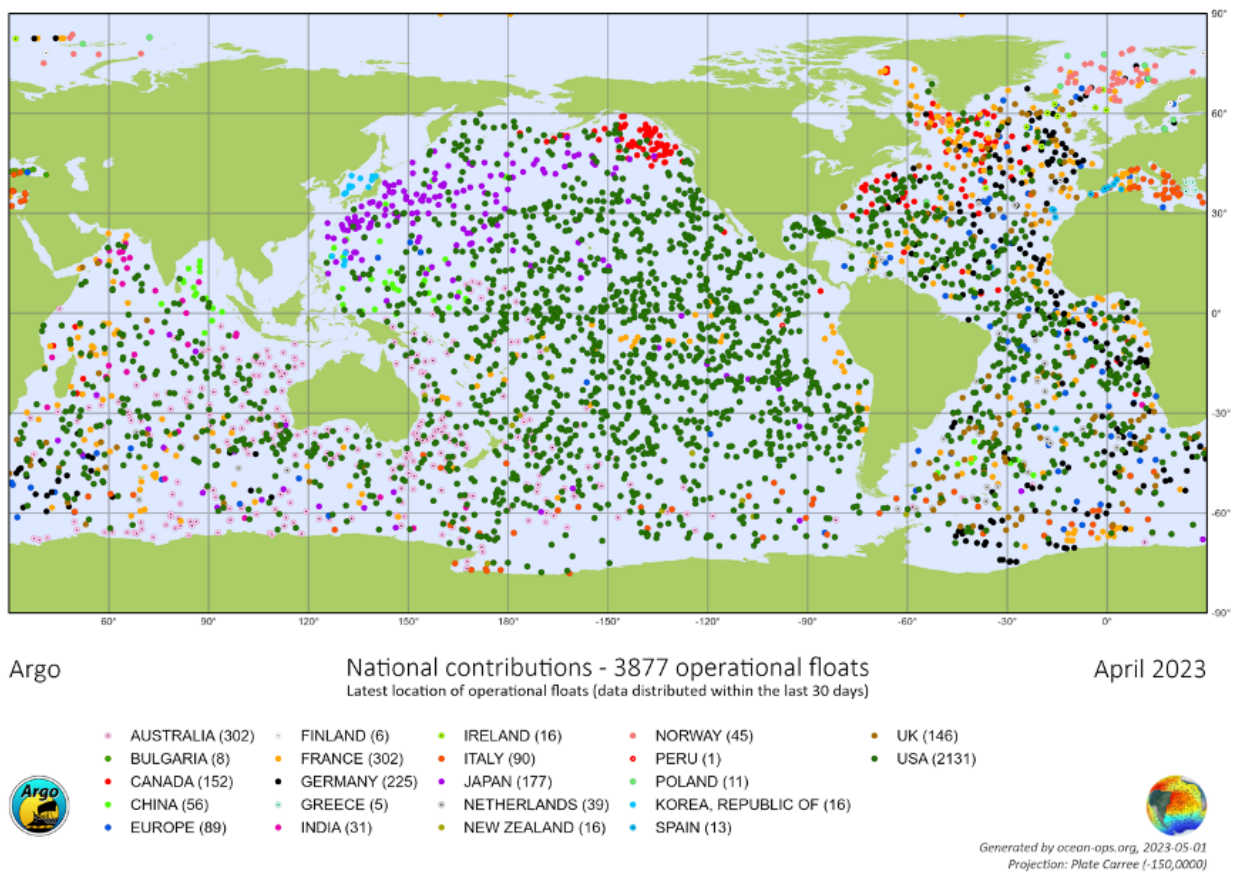 90°
60°
30°
0°
-30°
-60°
-90°
60° 90° 120° 150° 180° -150° -120° -90° -60° -30° 0°
Argo National contributions - 3877 operational floats April 2023
Latest location of operational floats (data distributed within the last 30 days)
AUSTRALIA (302) FINLAND (6) IRELAND (16) NORWAY (45) UK (146)
BULGARIA (8) FRANCE (302) ITALY (90) PERU (1) USA (2131)
CANADA (152) GERMANY (225) JAPAN (177) POLAND (11)
CHINA (56) GREECE (5) NETHERLANDS (39) KOREA, REPUBLIC OF (16)
EUROPE (89) INDIA (31) NEW ZEALAND (16) SPAIN (13)
Argo
Generated by ocean-ops.org, 2023-05-01
Projection: Plate Carree (-150,0000)